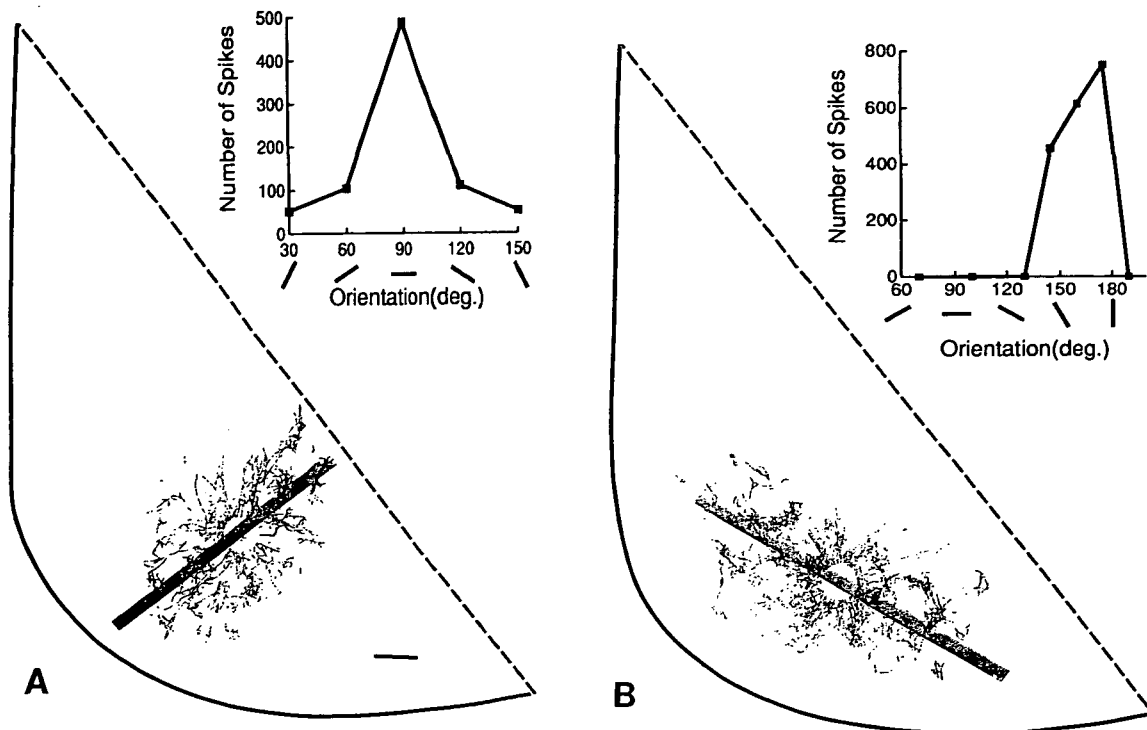 Number of Spikes
500
400
300
200
100
0
30 60 90 120 150
Orientation(deg.)
A
Number of Spikes
800
600
400
200
0
60 90 120 150 180
Orientation(deg.)
B